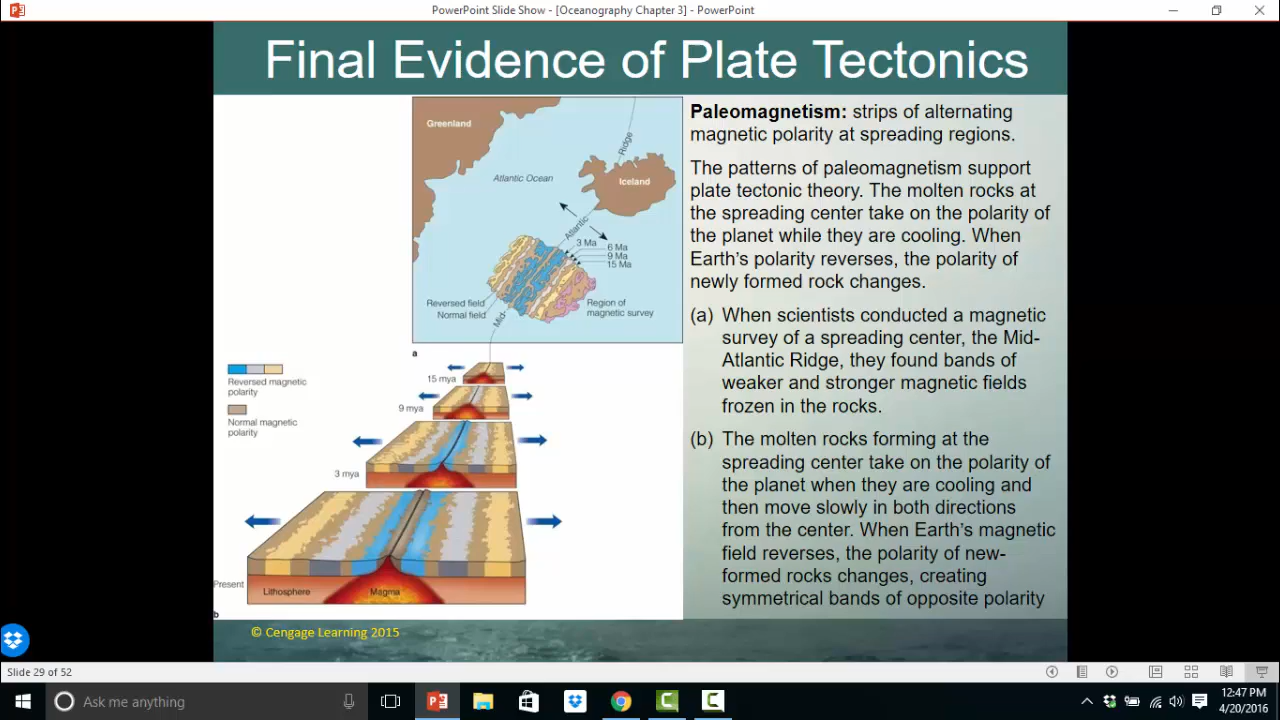 PowerPoint Slide Show - [Oceanography Chapter 3] - PowerPoint
Final Evidence of Plate Tectonics
Greenland
Ridge
Atlantic Ocean
Iceland
Atlantic
3 Ma
6 Ma
9 Ma
15 Ma
Reversed field
Normal field
Mid-
Region of
magnetic survey
a
Reversed magnetic
polarity
Normal magnetic
polarity
15 mya
9 mya
3 mya
Present
Lithosphere
Magma
b
Paleomagnetism: strips of alternating
magnetic polarity at spreading regions.
The patterns of paleomagnetism support
plate tectonic theory. The molten rocks at
the spreading center take on the polarity of
the planet while they are cooling. When
Earth's polarity reverses, the polarity of
newly formed rock changes.
(a) When scientists conducted a magnetic
survey of a spreading center, the Mid-
Atlantic Ridge, they found bands of
weaker and stronger magnetic fields
frozen in the rocks.
(b) The molten rocks forming at the
spreading center take on the polarity of
the planet when they are cooling and
then move slowly in both directions
from the center. When Earth's magnetic
field reverses, the polarity of new-
formed rocks changes, creating
symmetrical bands of opposite polarity
© Cengage Learning 2015
Slide 29 of 52
Ask me anything
12:47 PM
4/20/2016